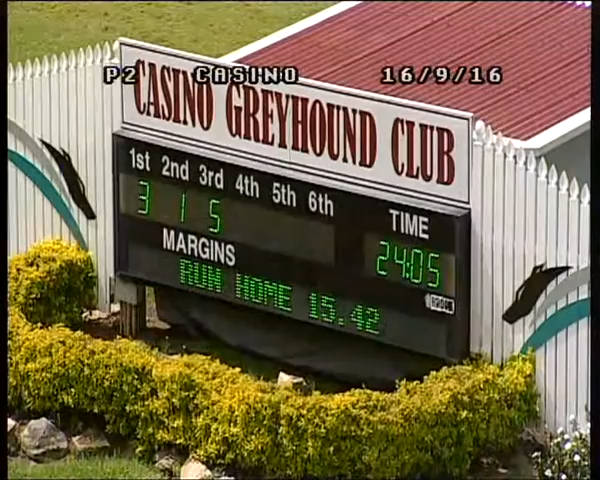 P2 CASINO 16/9/16
CASINO GREYHOUND CLUB
1st 2nd 3rd 4th 5th 6th TIME
3 1 5 24:05
MARGINS
RUN HOME 15.42